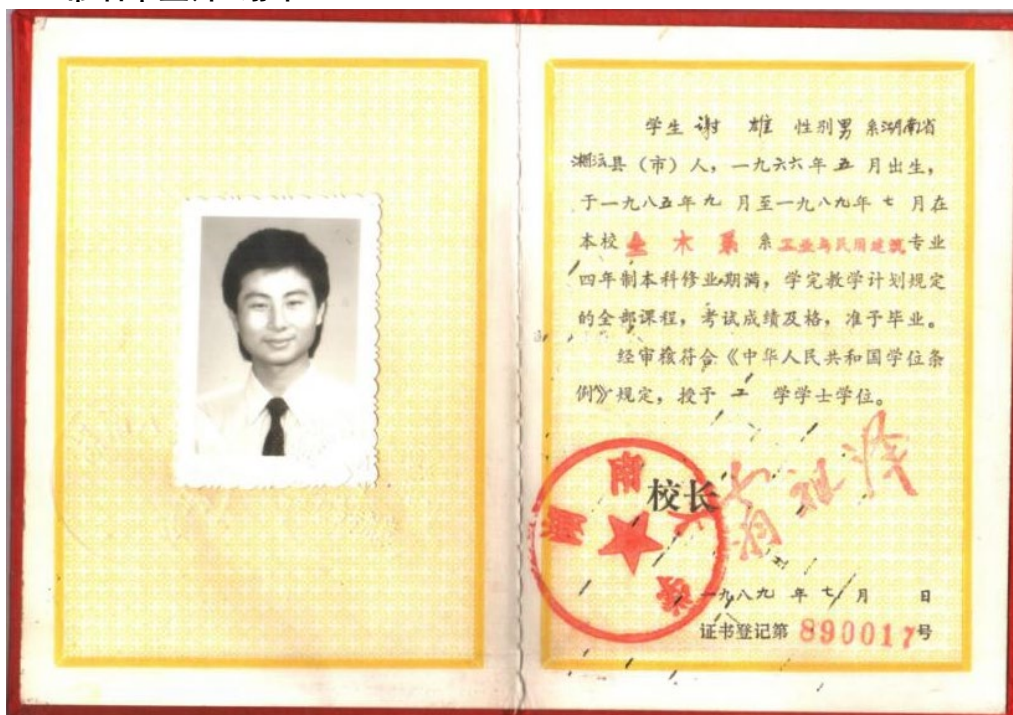 学生 谢 雄 性别 男 系 湖南省
湘潭县(市)人,一九六六年 五 月出生,
于一九八五年 九 月至一九八九年 七 月在
本校 土 木 系 系 工业与民用建筑 专业
四年制本科修业期满,学完教学计划规定
的全部课程,考试成绩及格,准予毕业。
经审核符合《中华人民共和国学位条
例》规定,授予 工 学学士学位。
湖南大学
校长
一九八九 年 七 月 日
证书登记第 890017 号